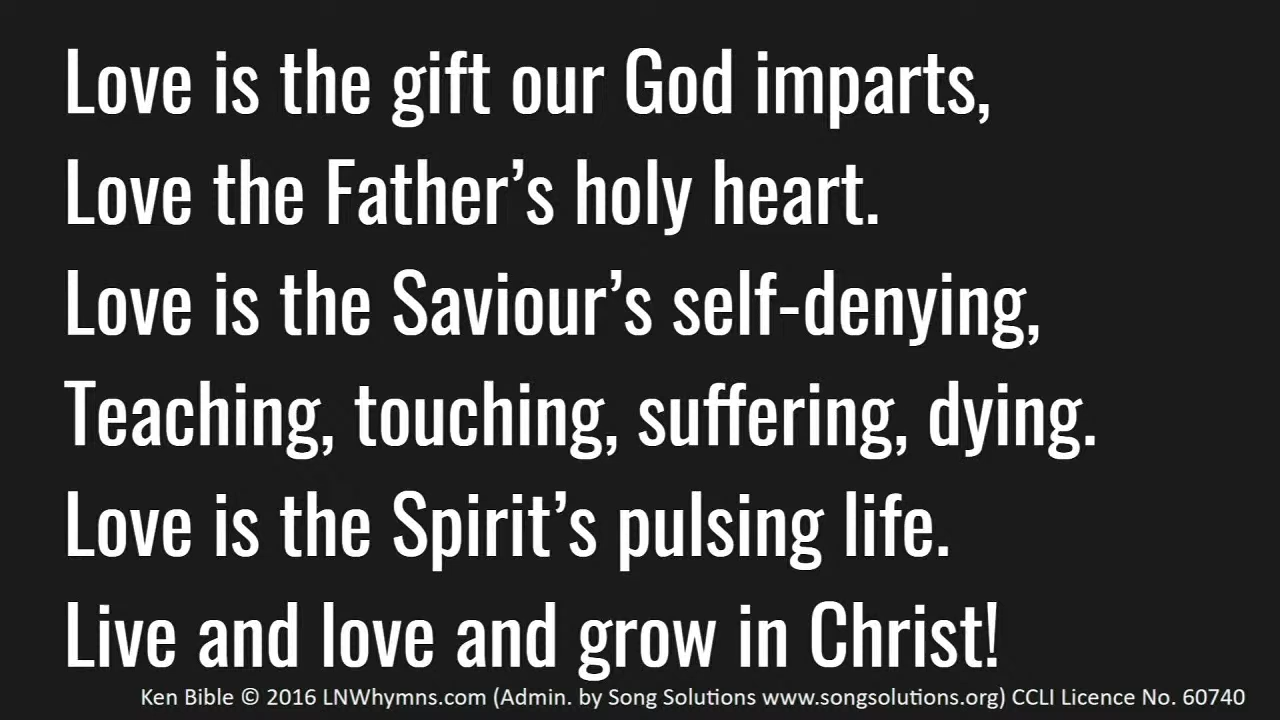 Love is the gift our God imparts,
Love the Father’s holy heart.
Love is the Saviour’s self-denying,
Teaching, touching, suffering, dying.
Love is the Spirit’s pulsing life.
Live and love and grow in Christ!
Ken Bible © 2016 LNWhymns.com (Admin. by Song Solutions www.songsolutions.org) CCLI Licence No. 60740